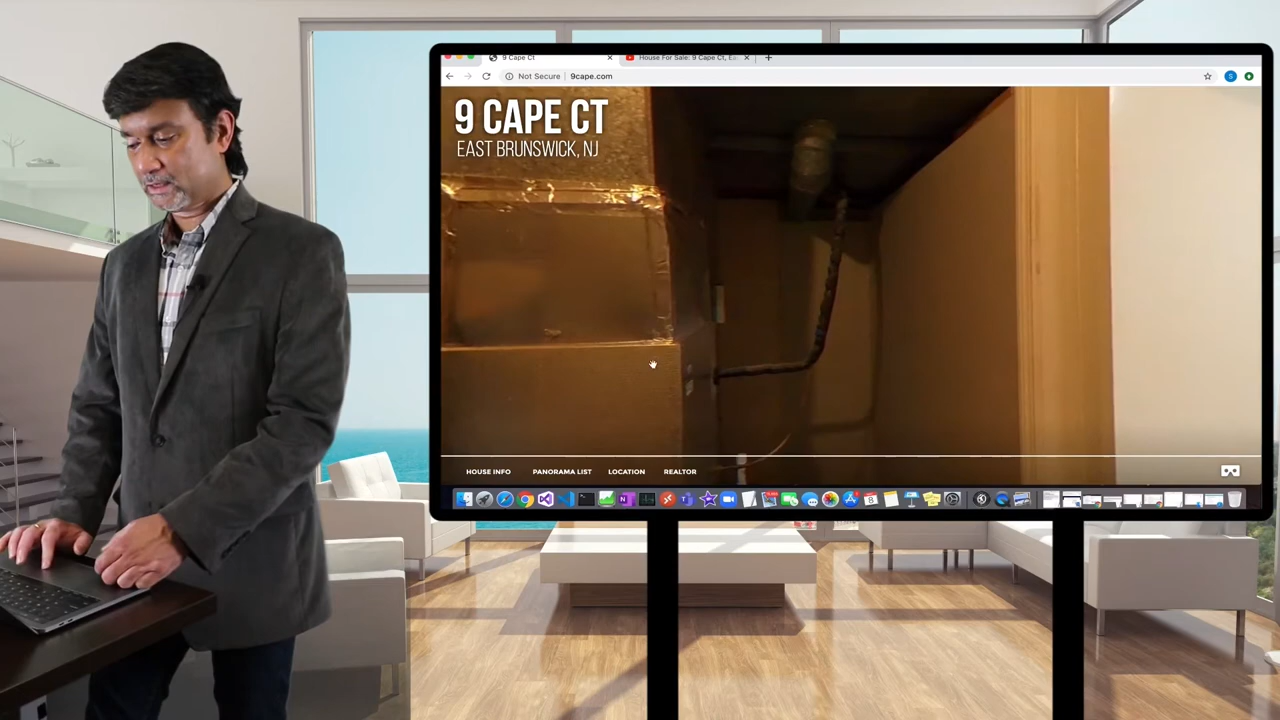 9 Cape Ct
House For Sale: 9 Cape Ct, Ea
Not Secure | 9cape.com
S
9 CAPE CT
EAST BRUNSWICK, NJ
HOUSE INFO
PANORAMA LIST
LOCATION
REALTOR
8